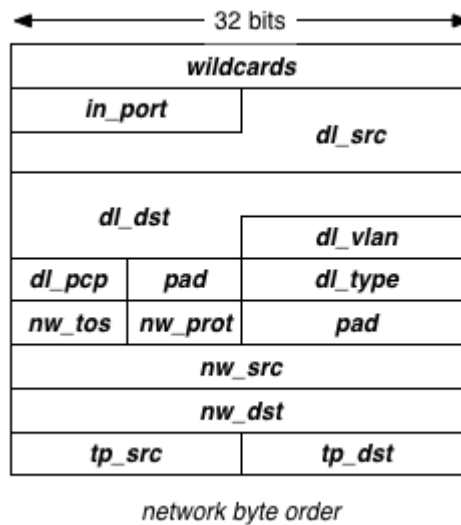 32 bits
wildcards
in_port
dl_src
dl_dst
dl_vlan
dl_pcp pad dl_type
nw_tos nw_prot pad
nw_src
nw_dst
tp_src tp_dst
network byte order